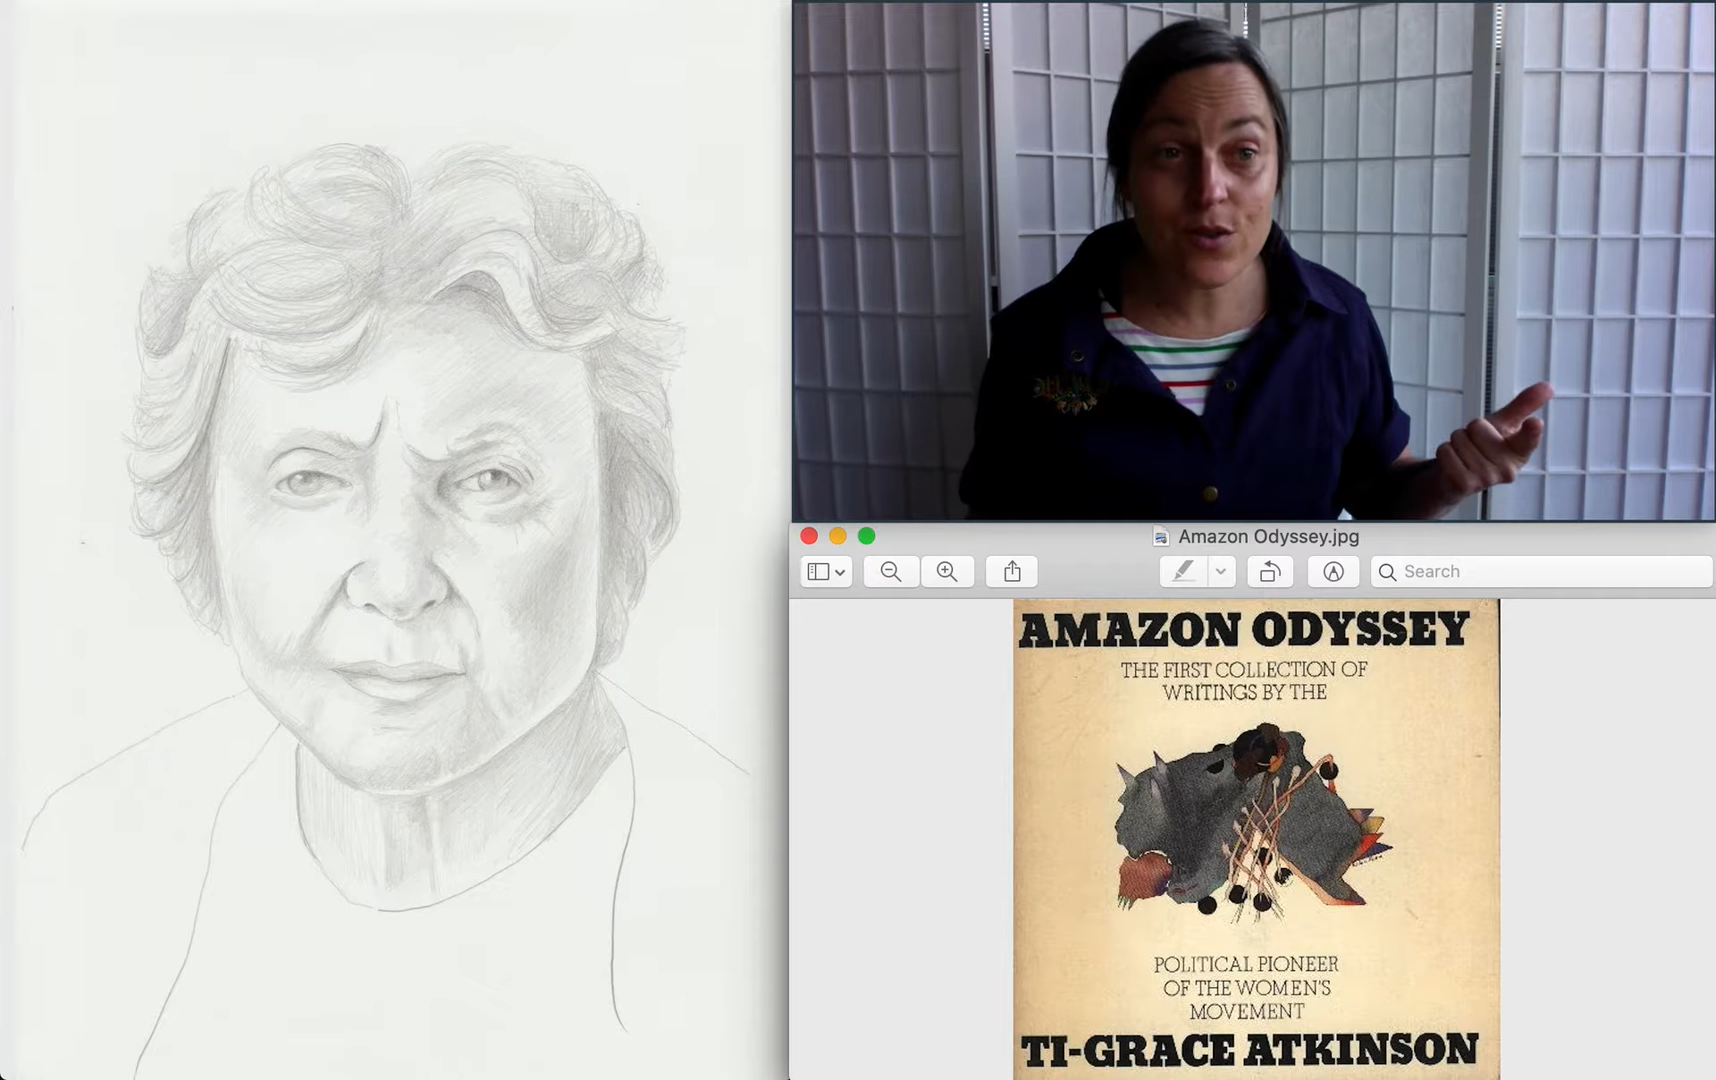 Amazon Odyssey.jpg
Search
AMAZON ODYSSEY
THE FIRST COLLECTION OF
WRITINGS BY THE
POLITICAL PIONEER
OF THE WOMEN'S
MOVEMENT
TI-GRACE ATKINSON